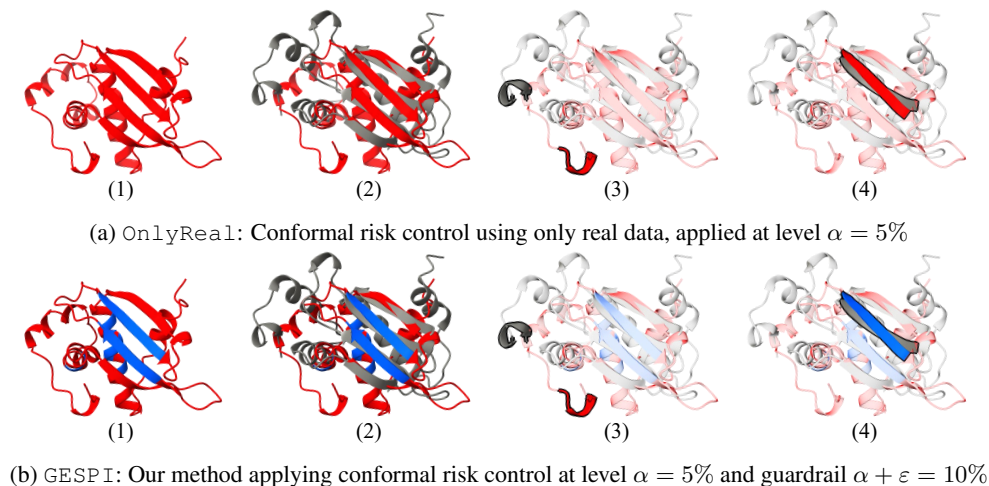 (1) (2) (3) (4)
(a) OnlyReal: Conformal risk control using only real data, applied at level α = 5%
(1) (2) (3) (4)
(b) GESPI: Our method applying conformal risk control at level α = 5% and guardrail α + ε = 10%